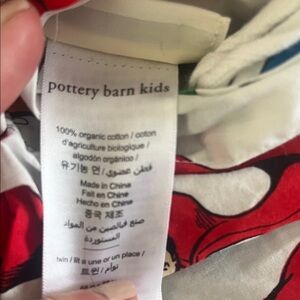 pottery barn kids
100% organic cotton / coton
d'agriculture biologique /
algodón orgánico /
유기농 면 / قطن عضوي
Made in China
Fait en Chine
Hecho en China
중국 제조
صنع في الصين من المواد
المستوردة
twin / lit a une or un place /
توأم / 트윈